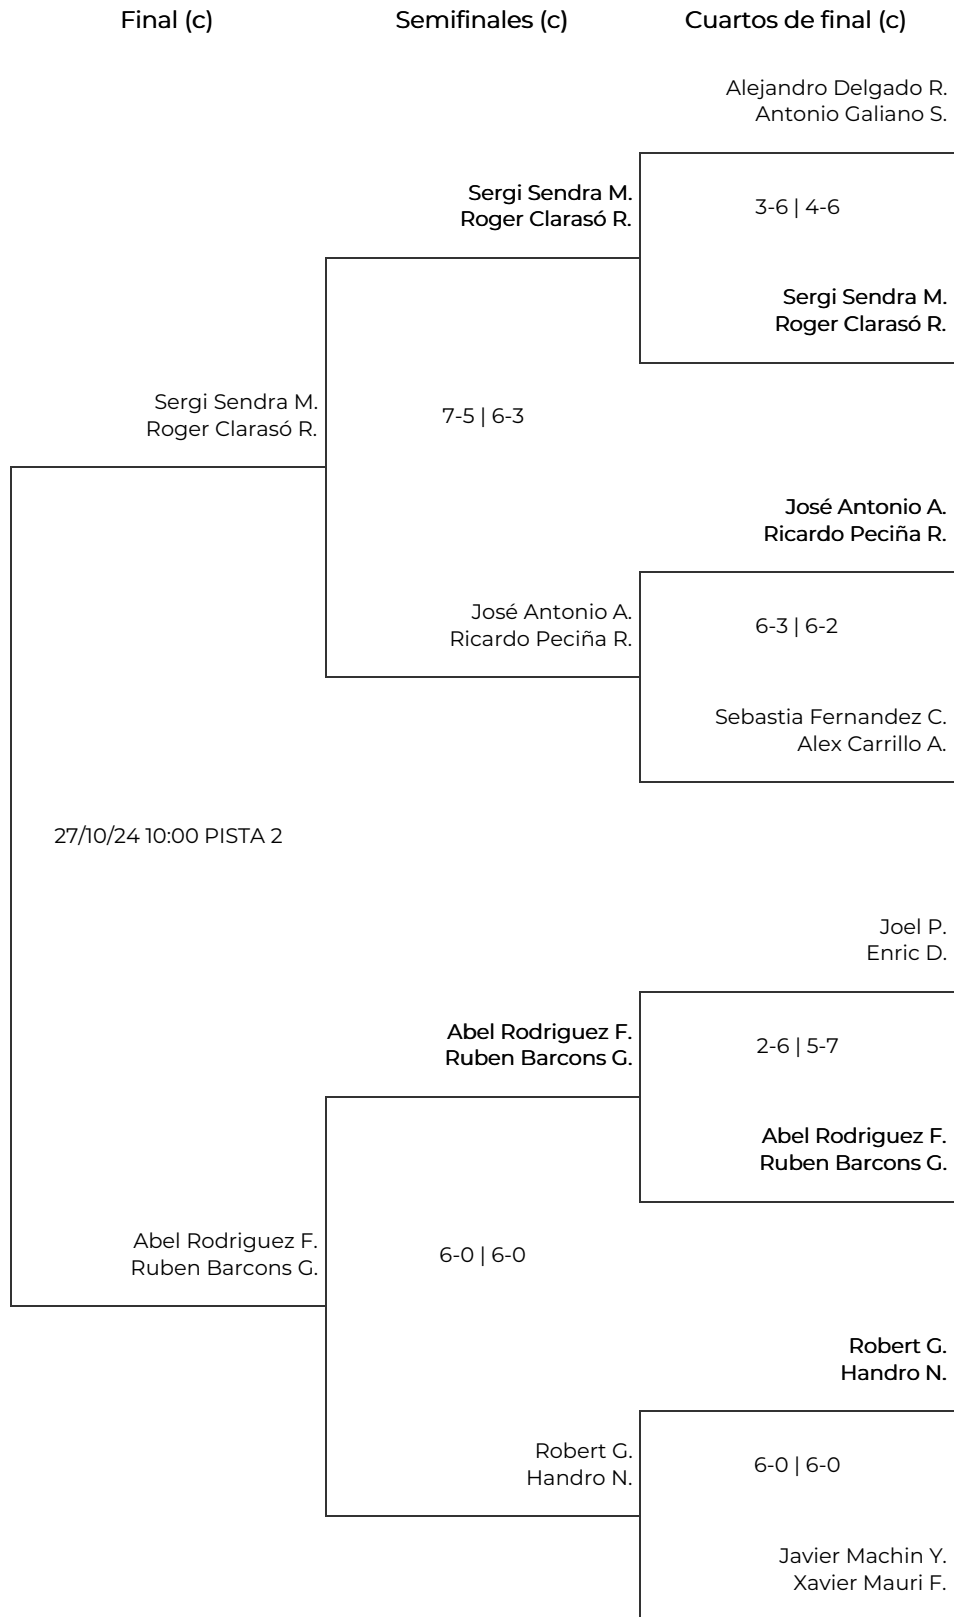 Final (c)
Semifinales (c)
Cuartos de final (c)
Alejandro Delgado R.
Antonio Galiano S.
Sergi Sendra M.
Roger Clarasó R.
3-6 | 4-6
Sergi Sendra M.
Roger Clarasó R.
Sergi Sendra M.
Roger Clarasó R.
7-5 | 6-3
José Antonio A.
Ricardo Peciña R.
José Antonio A.
Ricardo Peciña R.
6-3 | 6-2
Sebastia Fernandez C.
Alex Carrillo A.
27/10/24 10:00 PISTA 2
Joel P.
Enric D.
Abel Rodriguez F.
Ruben Barcons G.
2-6 | 5-7
Abel Rodriguez F.
Ruben Barcons G.
Abel Rodriguez F.
Ruben Barcons G.
6-0 | 6-0
Robert G.
Handro N.
Robert G.
Handro N.
6-0 | 6-0
Javier Machin Y.
Xavier Mauri F.